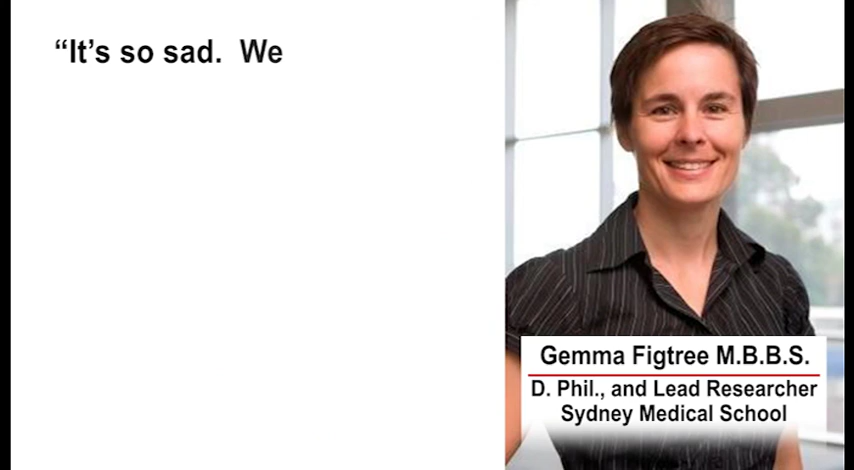 “It’s so sad.  We
Gemma Figtree M.B.B.S.
D. Phil., and Lead Researcher
Sydney Medical School